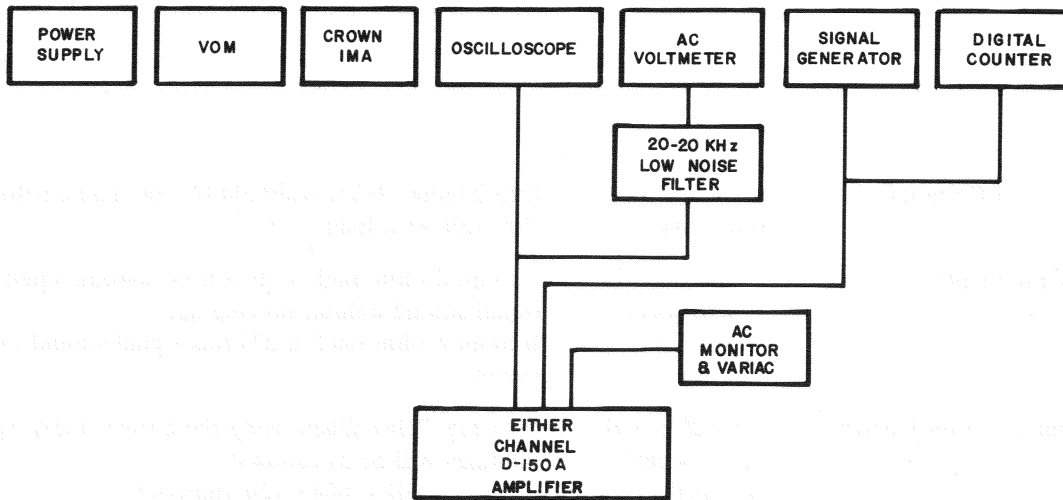 POWER
SUPPLY
VOM
CROWN
IMA
OSCILLOSCOPE
AC
VOLTMETER
SIGNAL
GENERATOR
DIGITAL
COUNTER
20-20 KHz
LOW NOISE
FILTER
AC
MONITOR
& VARIAC
EITHER
CHANNEL
D-150A
AMPLIFIER